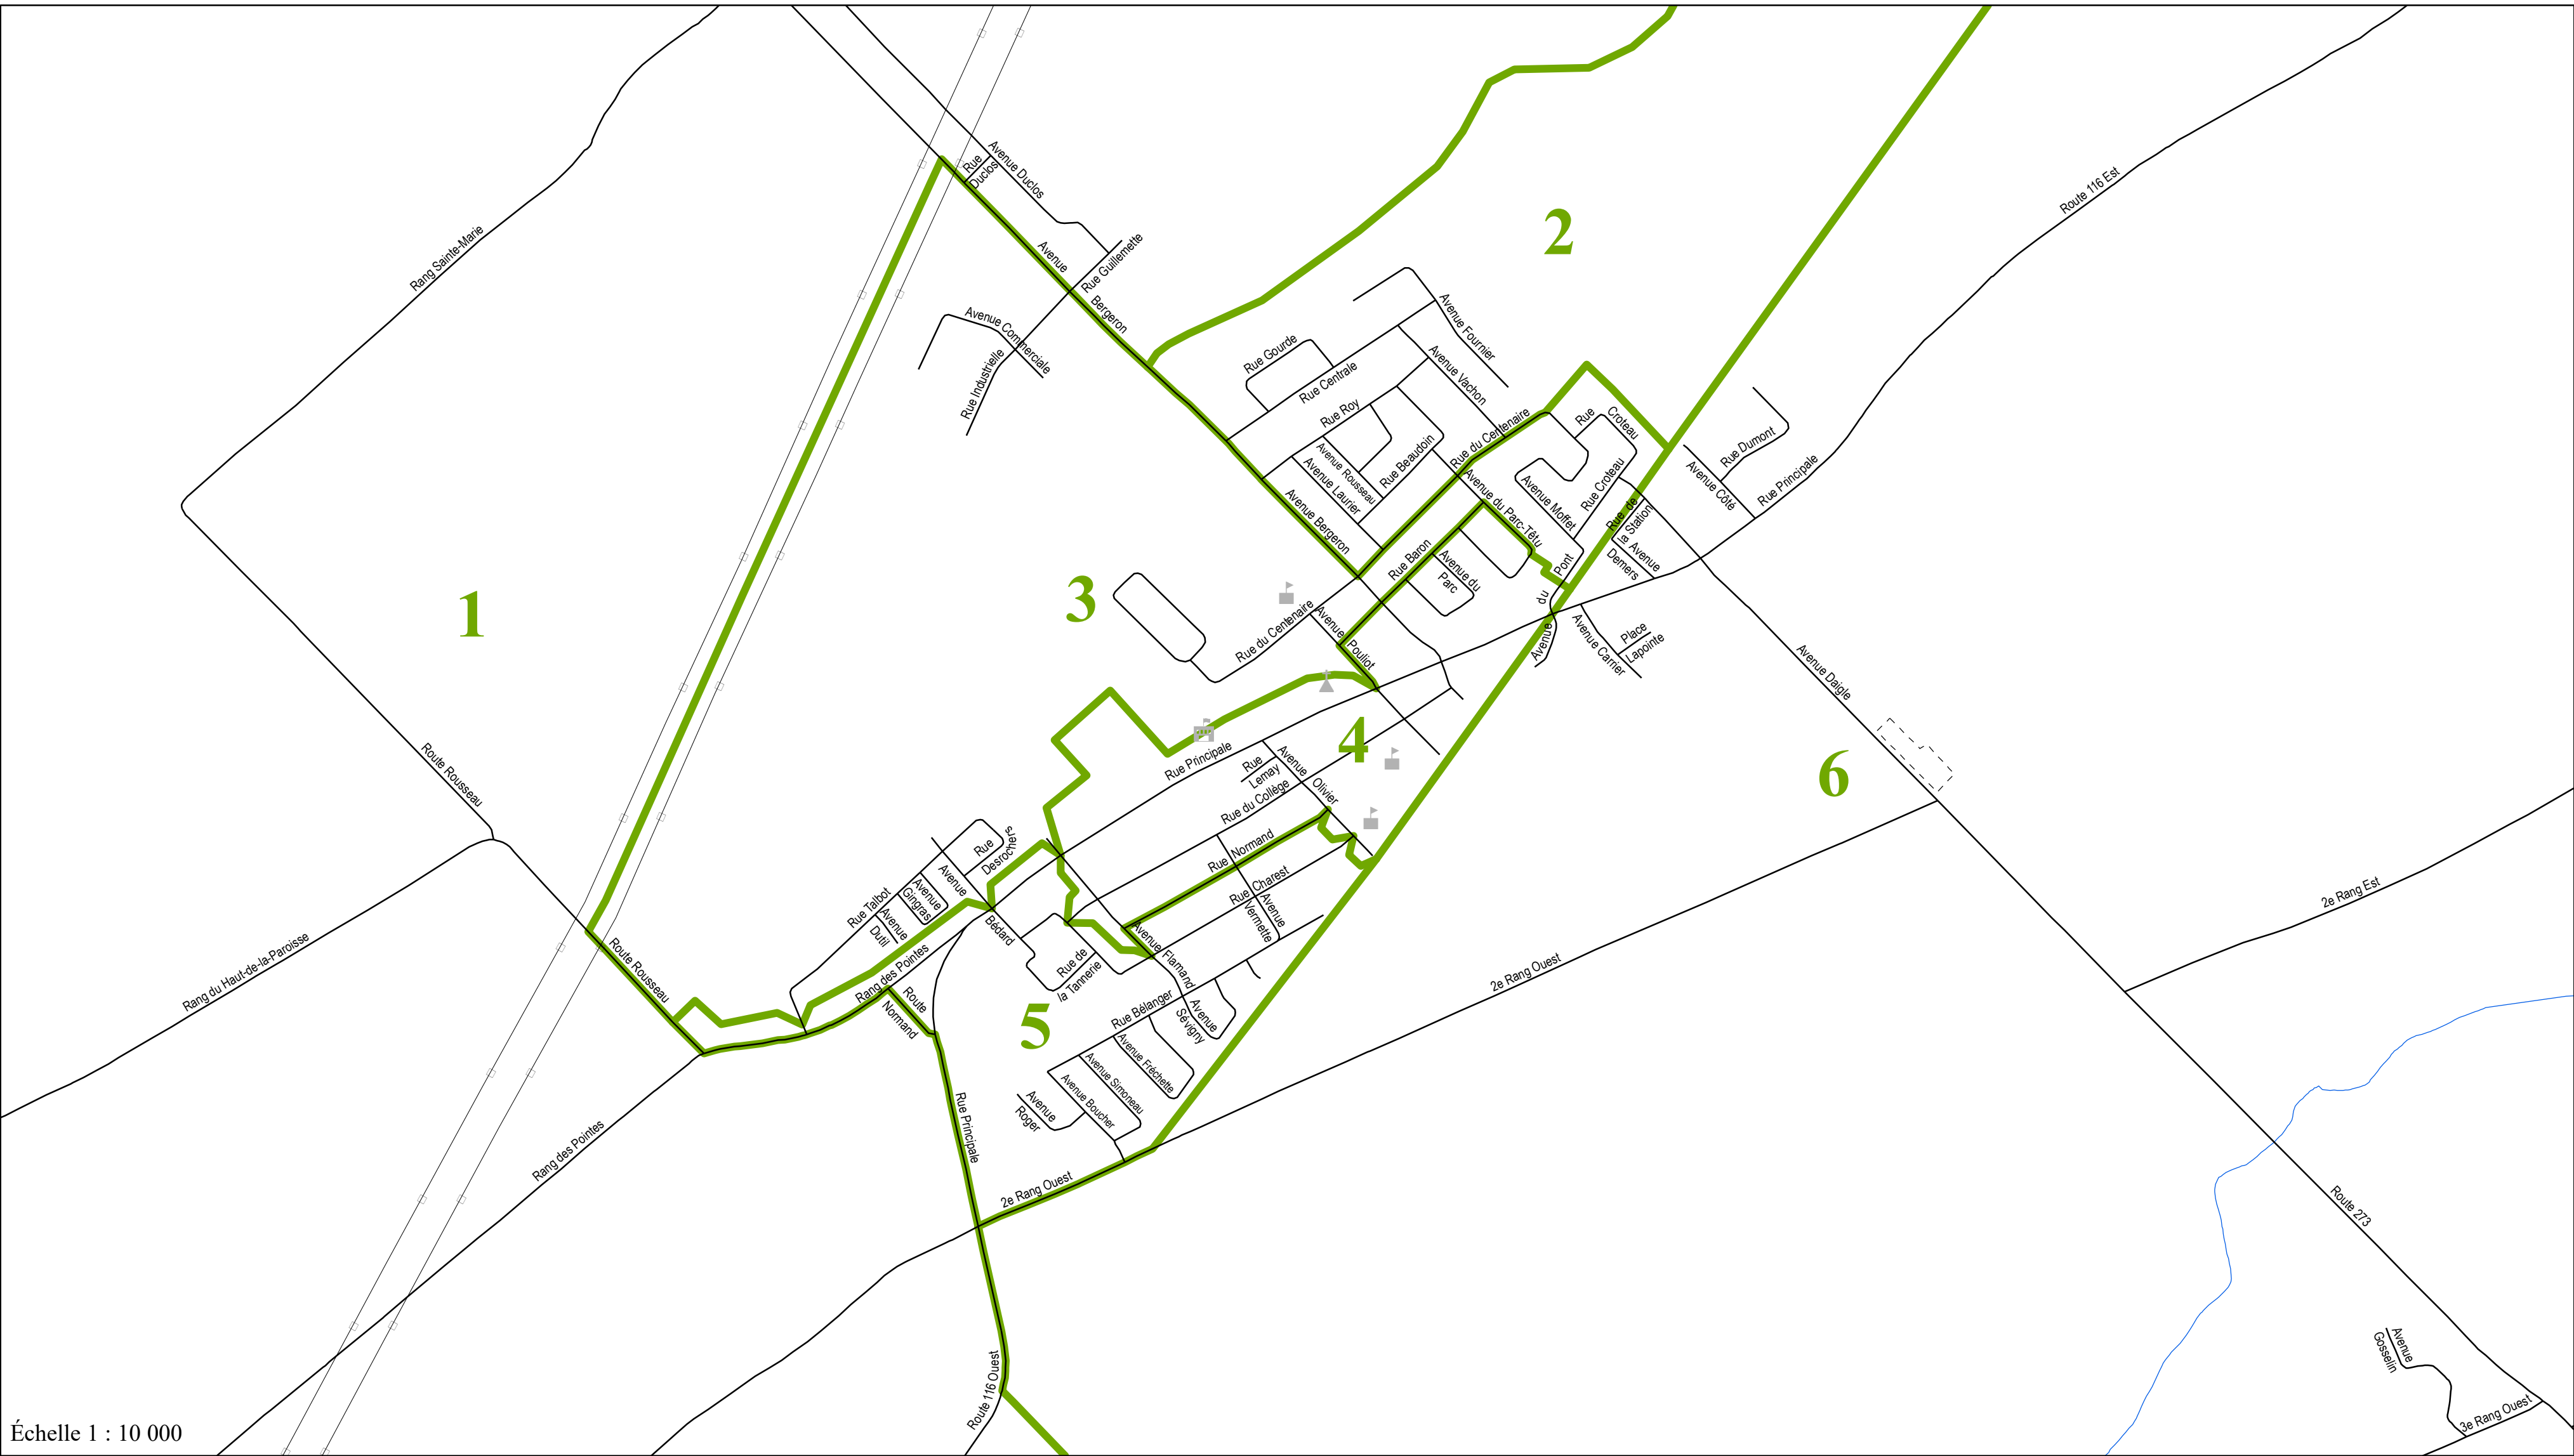 Avenue Duclos
Rue
Duclos
Rang Sainte-Marie
Avenue
Bergeron
Rue Guillemette
Route 116 Est
2
Avenue Commerciale
Rue Industrielle
Rue Gourde
Rue Centrale
Avenue Fournier
Avenue Vachon
Rue Roy
Avenue Rousseau
Avenue Laurier
Rue Beaudoin
Rue du Centenaire
Rue
Croteau
Rue Croteau
Avenue Moffet
Avenue du Parc-Têtu
Avenue Bergeron
Rue Dumont
Avenue Côté
Rue Principale
Rue de
la Station
Avenue
Demers
Rue Baron
Avenue du
Parc
Avenue du Pont
Avenue Carrier
Place
Lapointe
1
3
Rue du Centenaire
Avenue
Pouliot
Avenue Daigle
Route Rousseau
4
6
Rue Principale
Rue
Lemay
Avenue Olivier
Rue du Collège
Rue Normand
Rue Charest
Avenue
Vermette
Rue
Desrochers
Rue Talbot
Avenue
Bédard
Avenue
Gingras
Avenue
Dutil
2e Rang Est
Rang du Haut-de-la-Paroisse
Route Rousseau
Rang des Pointes
Route
Normand
Rue de
la Tannerie
Avenue Flamand
2e Rang Ouest
5
Rue Bélanger
Avenue
Sévigny
Avenue Fréchette
Avenue Simoneau
Avenue Boucher
Avenue
Roger
Rang des Pointes
Rue Principale
2e Rang Ouest
Route 273
Route 116 Ouest
Avenue
Gosselin
3e Rang Ouest
Échelle 1 : 10 000